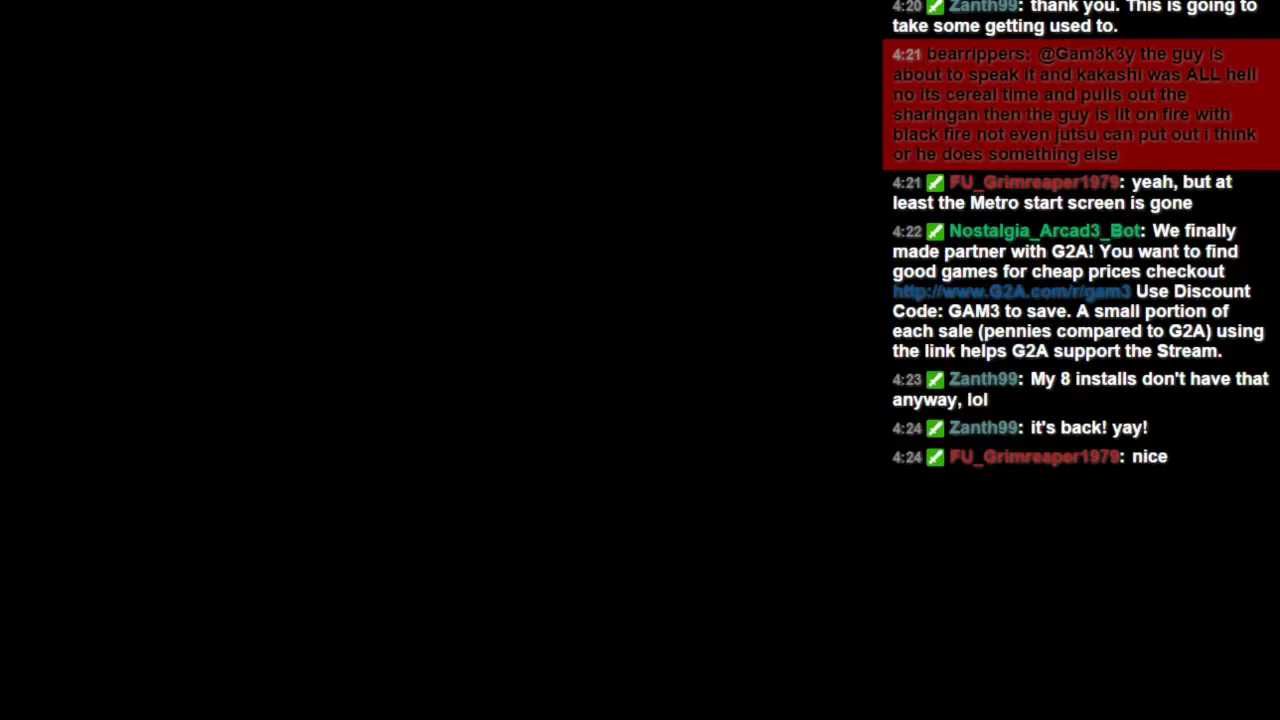 4:20 Zanth99: thank you. This is going to
take some getting used to.
4:21 bearrippers: @Gam3k3y the guy is
about to speak it and kakashi was ALL hell
no its cereal time and pulls out the
sharingan then the guy is lit on fire with
black fire not even jutsu can put out i think
or he does something else
4:21 FU_Grimreaper1979: yeah, but at
least the Metro start screen is gone
4:22 Nostalgia_Arcad3_Bot: We finally
made partner with G2A! You want to find
good games for cheap prices checkout
http://www.G2A.com/r/gam3 Use Discount
Code: GAM3 to save. A small portion of
each sale (pennies compared to G2A) using
the link helps G2A support the Stream.
4:23 Zanth99: My 8 installs don't have that
anyway, lol
4:24 Zanth99: it's back! yay!
4:24 FU_Grimreaper1979: nice